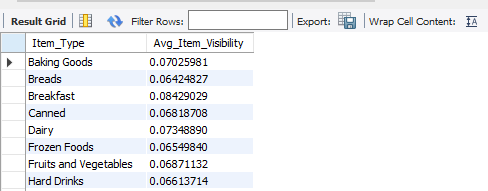 Result Grid Filter Rows: Export: Wrap Cell Content:
Item_Type Avg_Item_Visibility
Baking Goods 0.07025981
Breads 0.06424827
Breakfast 0.08429029
Canned 0.06818708
Dairy 0.07348890
Frozen Foods 0.06549840
Fruits and Vegetables 0.06871132
Hard Drinks 0.06613714